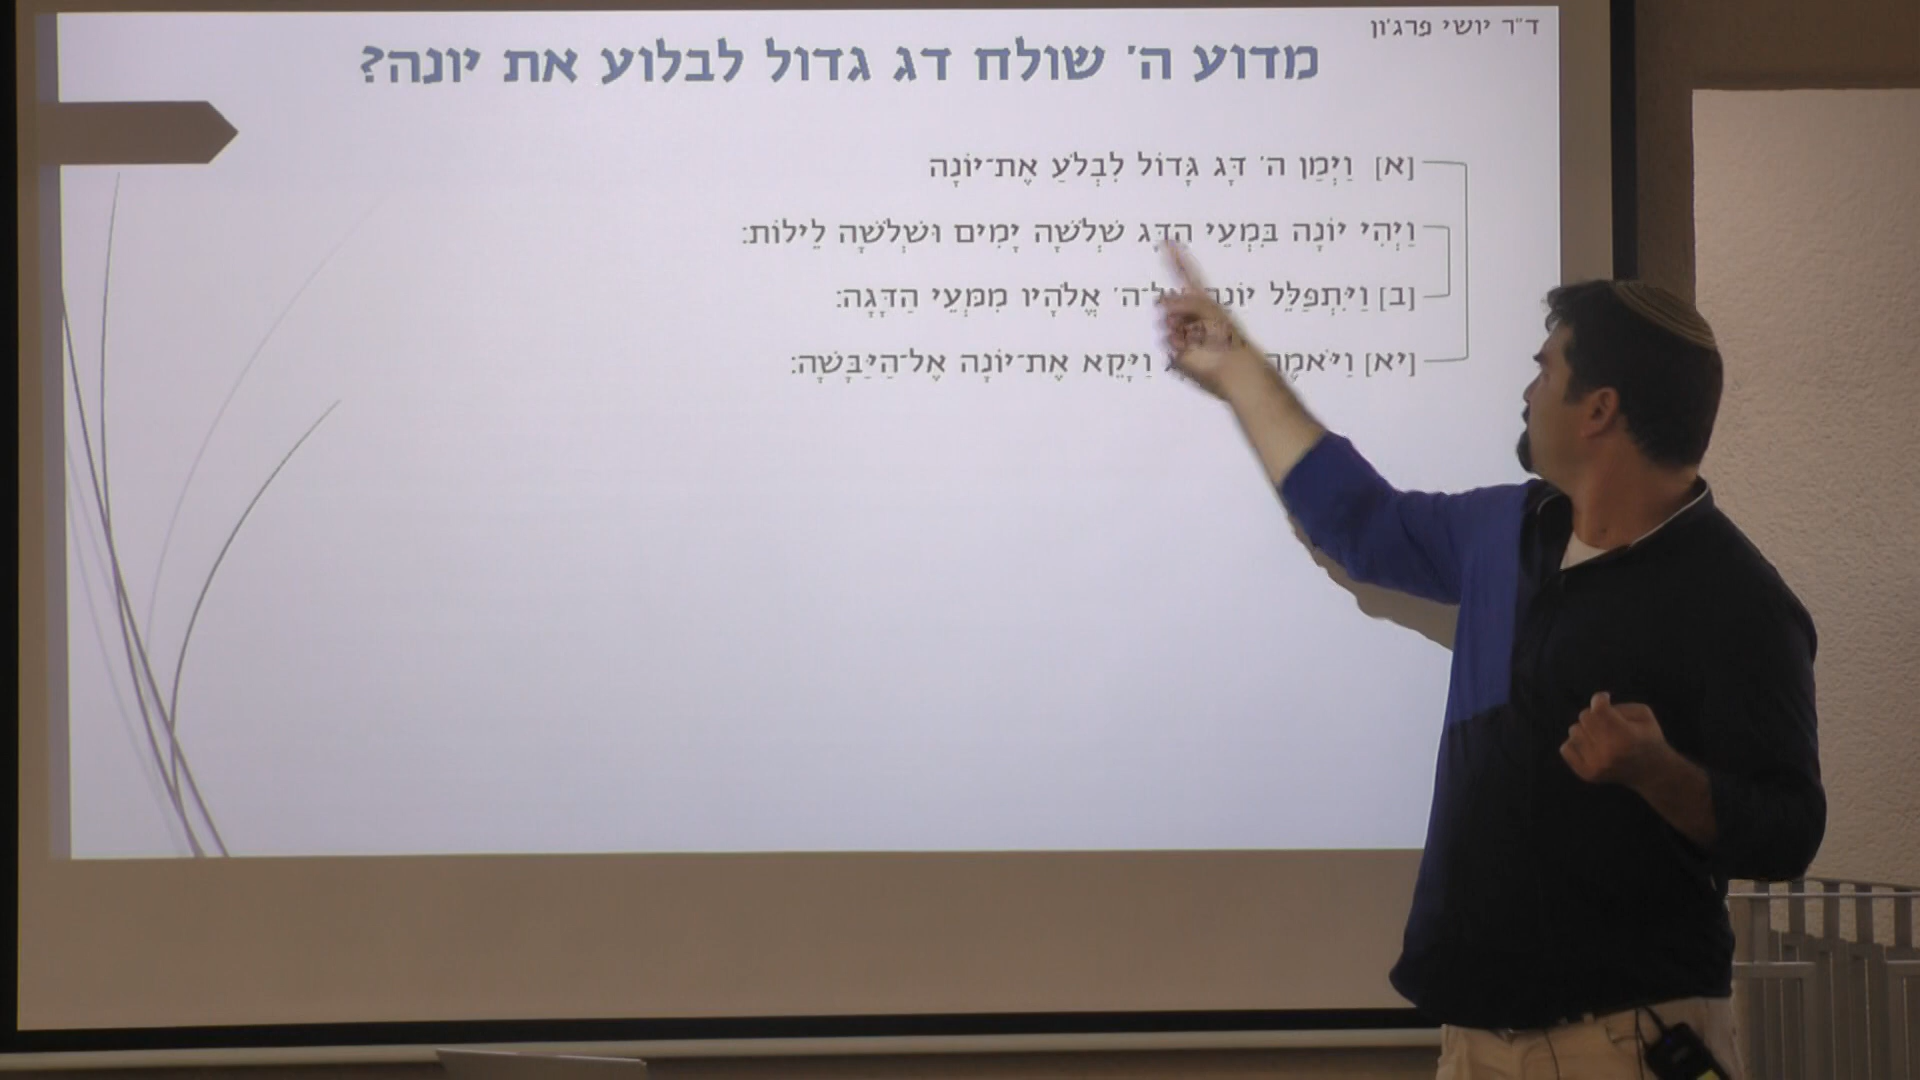 ד"ר יושי פרג'ון
מדוע ה' שולח דג גדול לבלוע את יונה?
[א] וַיְמַן ה' דָּג גָּדוֹל לִבְלֹעַ אֶת־יוֹנָה
וַיְהִי יוֹנָה בִּמְעֵי הַדָּג שְׁלֹשָׁה יָמִים וּשְׁלֹשָׁה לֵילוֹת:
[ב] וַיִּתְפַּלֵּל יוֹנָה אֶל־ה' אֱלֹהָיו מִמְּעֵי הַדָּגָה:
[יא] וַיֹּאמֶר וַיָּקֵא אֶת־יוֹנָה אֶל־הַיַּבָּשָׁה: